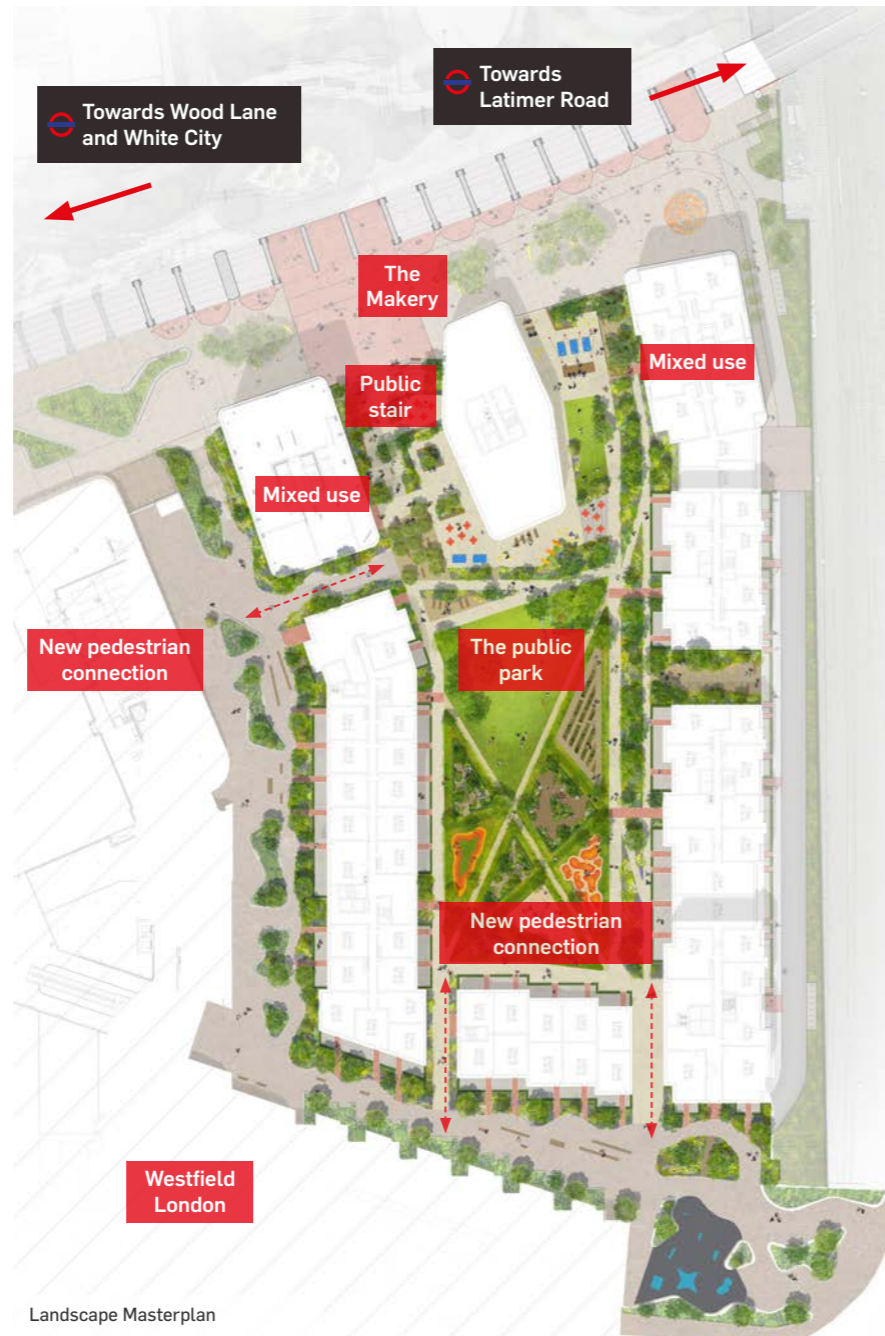 Towards
Latimer Road
Towards Wood Lane
and White City
The
Makery
Public
stair
Mixed use
Mixed use
New pedestrian
connection
The public
park
New pedestrian
connection
Westfield
London
Landscape Masterplan